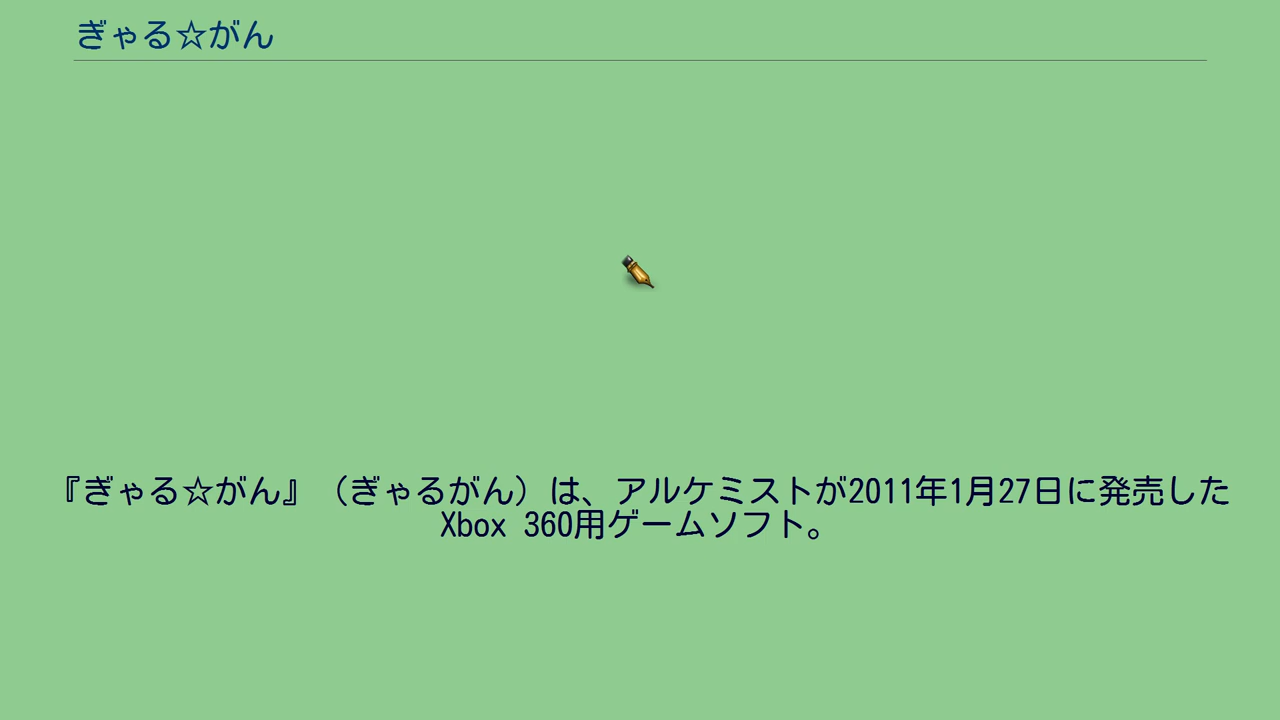 ぎゃる☆がん
『ぎゃる☆がん』（ぎゃるがん）は、アルケミストが2011年1月27日に発売した
Xbox 360用ゲームソフト。